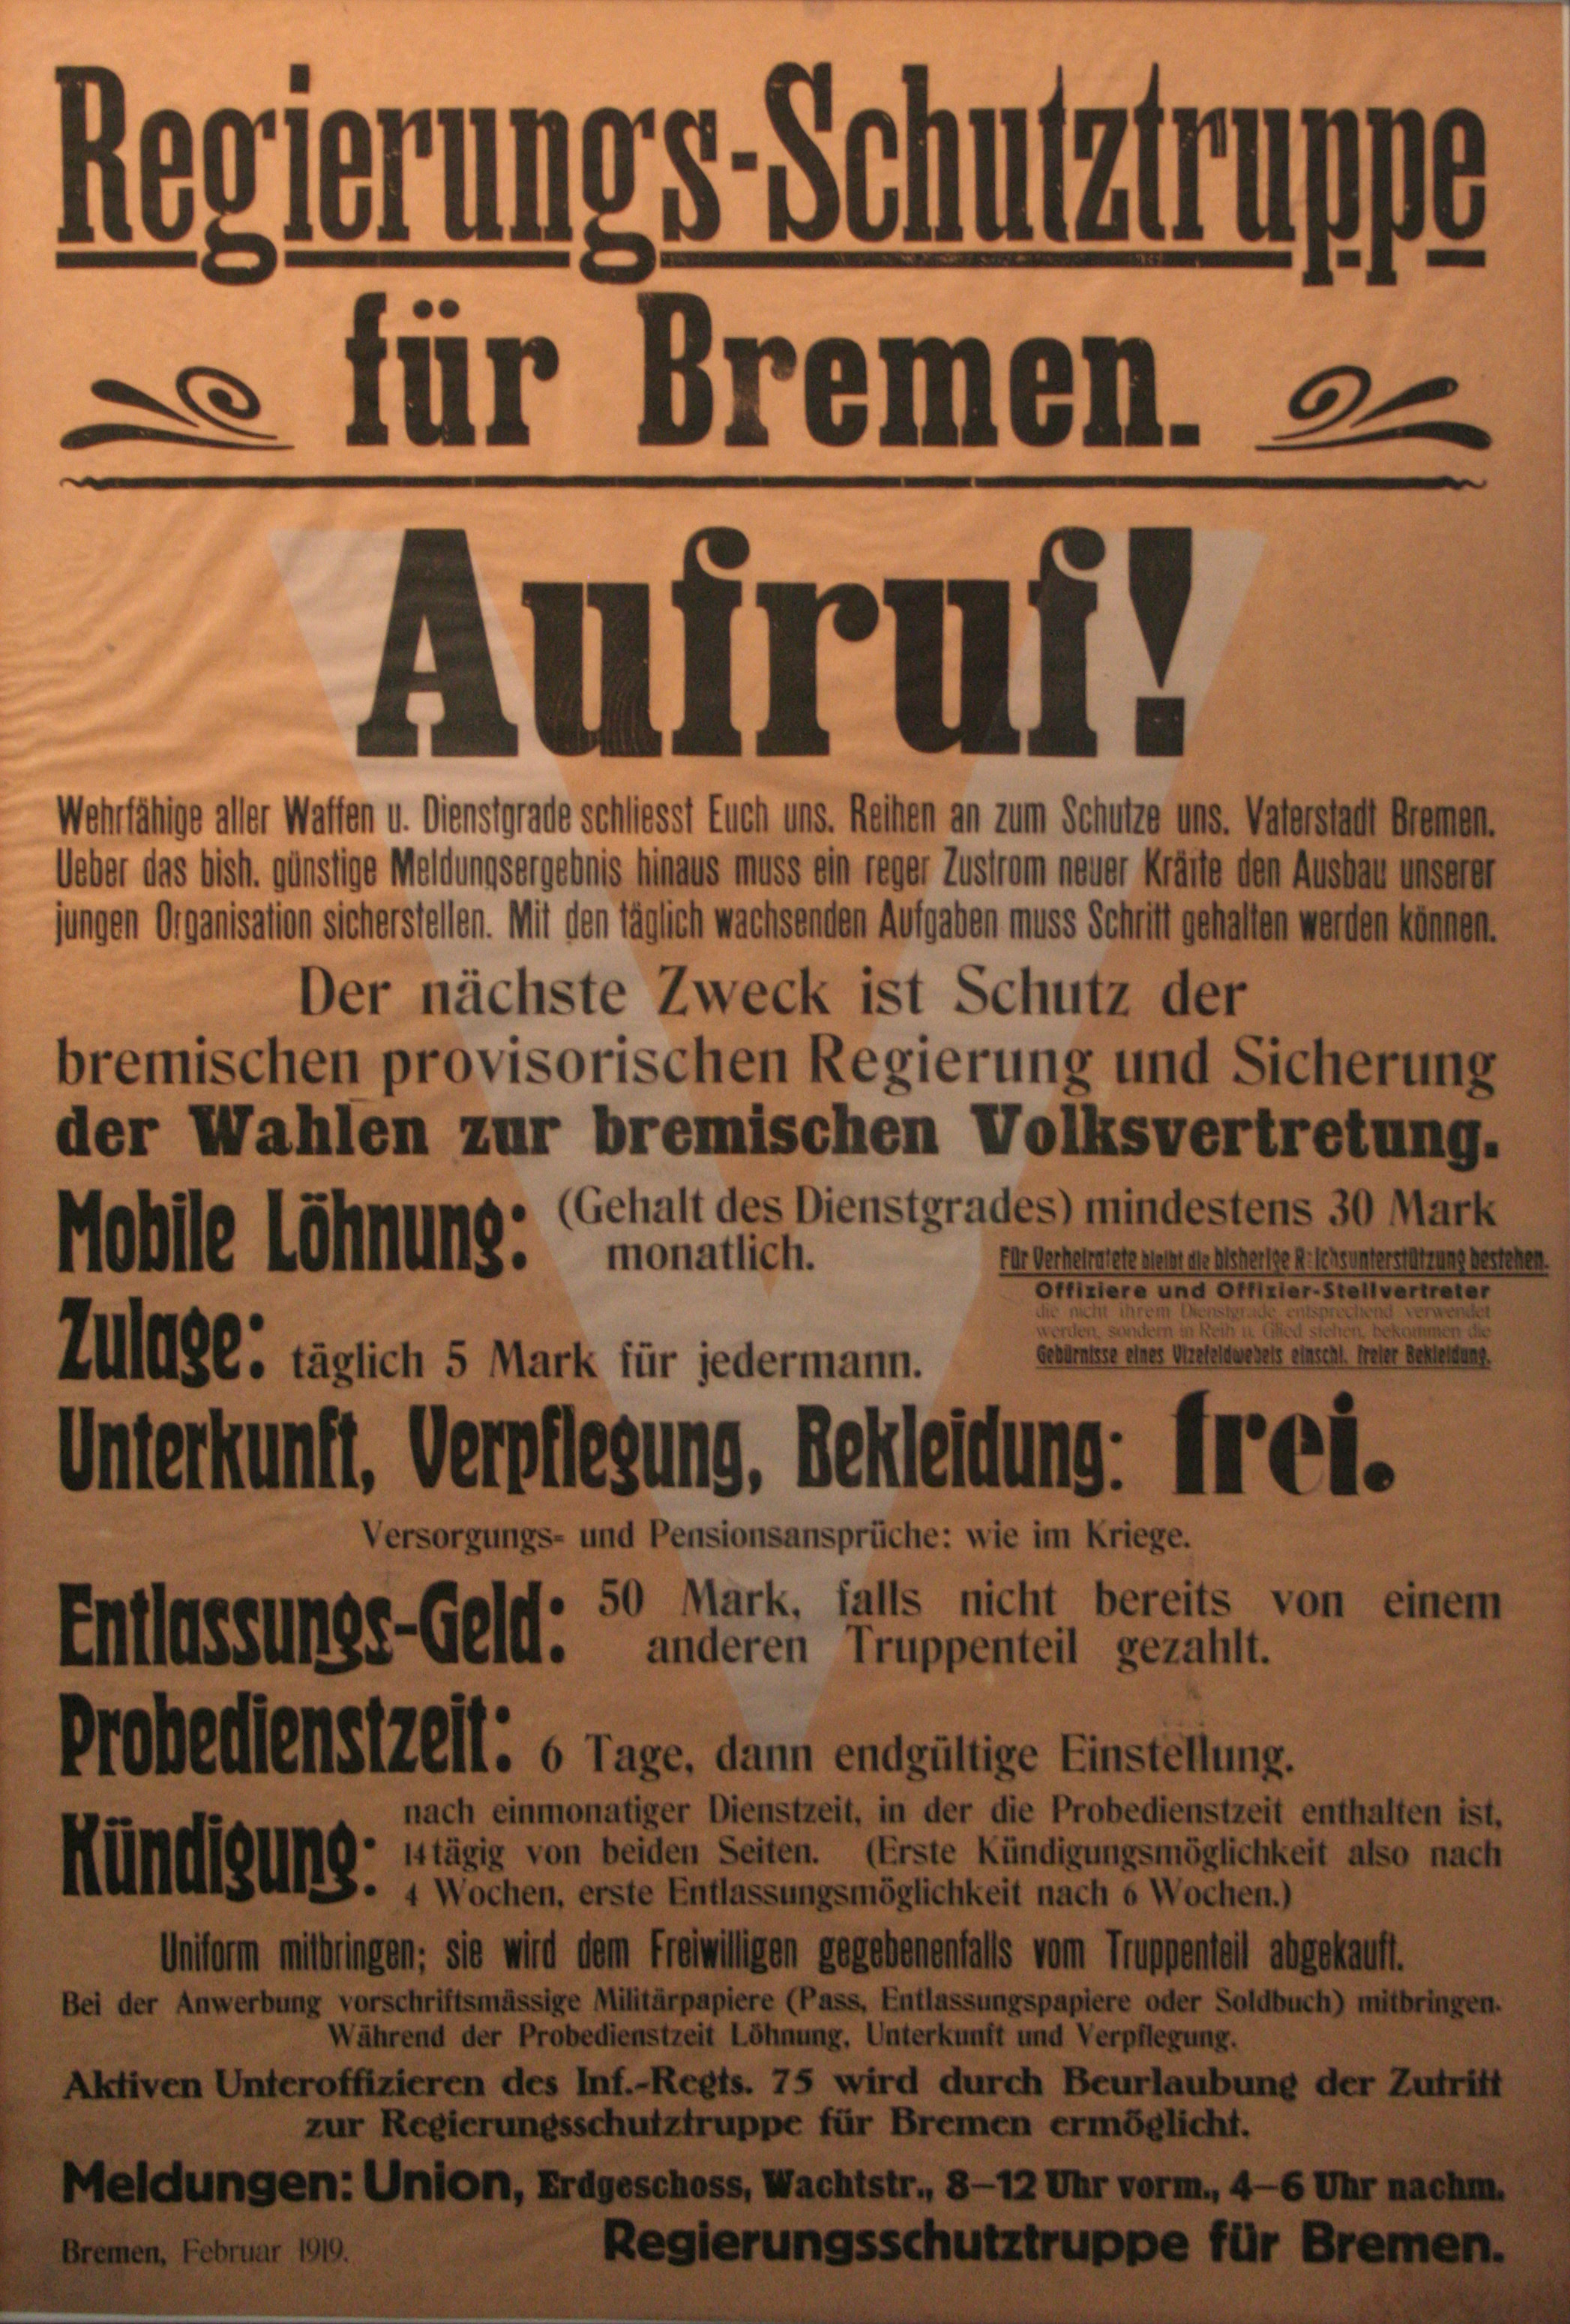 Regierungs-Schutztruppe
für Bremen.
Aufruf!
Wehrfähige aller Waffen u. Dienstgrade schliesst Euch uns. Reihen an zum Schutze uns. Vaterstadt Bremen.
Ueber das bish. günstige Meldungsergebnis hinaus muss ein reger Zustrom neuer Kräfte den Ausbau unserer
jungen Organisation sicherstellen. Mit den täglich wachsenden Aufgaben muss Schritt gehalten werden können.
Der nächste Zweck ist Schutz der
bremischen provisorischen Regierung und Sicherung
der Wahlen zur bremischen Volksvertretung.
Mobile Löhnung: (Gehalt des Dienstgrades) mindestens 30 Mark
monatlich.
Für Verheiratete bleibt die bisherige Reichsunterstützung bestehen.
Offiziere und Offizier-Stellvertreter
die nicht ihrem Dienstgrade entsprechend verwendet
werden, sondern in Reih u. Glied stehen, bekommen die
Gebürnisse eines Vizefeldwebels einschl. freier Bekleidung.
Zulage: täglich 5 Mark für jedermann.
Unterkunft, Verpflegung, Bekleidung: frei.
Versorgungs- und Pensionsansprüche: wie im Kriege.
Entlassungs-Geld: 50 Mark, falls nicht bereits von einem
anderen Truppenteil gezahlt.
Probedienstzeit: 6 Tage, dann endgültige Einstellung.
Kündigung: nach einmonatiger Dienstzeit, in der die Probedienstzeit enthalten ist,
14tägig von beiden Seiten. (Erste Kündigungsmöglichkeit also nach
4 Wochen, erste Entlassungsmöglichkeit nach 6 Wochen.)
Uniform mitbringen; sie wird dem Freiwilligen gegebenenfalls vom Truppenteil abgekauft.
Bei der Anwerbung vorschriftsmässige Militärpapiere (Pass, Entlassungspapiere oder Soldbuch) mitbringen.
Während der Probedienstzeit Löhnung, Unterkunft und Verpflegung.
Aktiven Unteroffizieren des Inf.-Regts. 75 wird durch Beurlaubung der Zutritt
zur Regierungsschutztruppe für Bremen ermöglicht.
Meldungen: Union, Erdgeschoss, Wachtstr., 8–12 Uhr vorm., 4–6 Uhr nachm.
Bremen, Februar 1919.
Regierungsschutztruppe für Bremen.